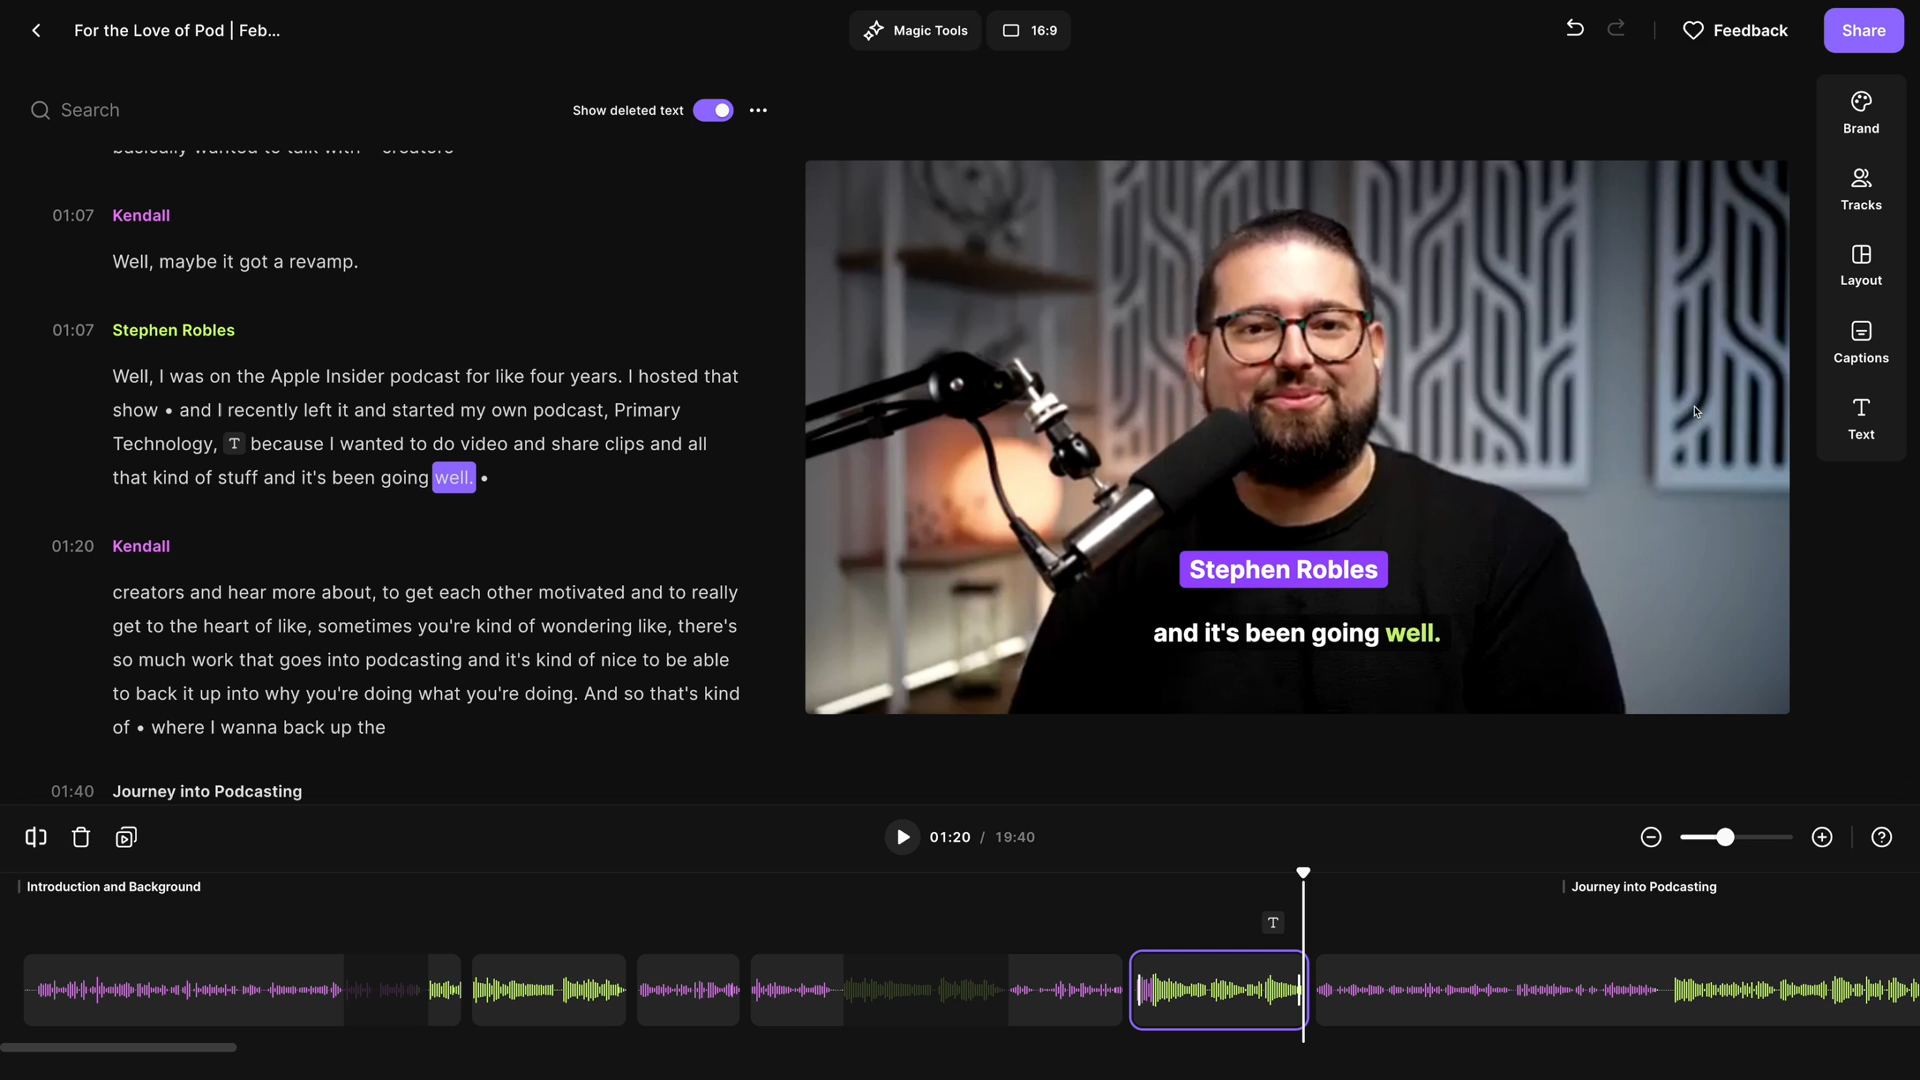 For the Love of Pod | Feb...
Magic Tools
16:9
Feedback
Share
Search
Show deleted text
basically wanted to talk with creators
01:07 Kendall
Well, maybe it got a revamp.
01:07 Stephen Robles
Well, I was on the Apple Insider podcast for like four years. I hosted that
show • and I recently left it and started my own podcast, Primary
Technology, T because I wanted to do video and share clips and all
that kind of stuff and it's been going well. •
01:20 Kendall
creators and hear more about, to get each other motivated and to really
get to the heart of like, sometimes you're kind of wondering like, there's
so much work that goes into podcasting and it's kind of nice to be able
to back it up into why you're doing what you're doing. And so that's kind
of • where I wanna back up the
01:40 Journey into Podcasting
Stephen Robles
and it's been going well.
Brand
Tracks
Layout
Captions
T
Text
01:20 / 19:40
Introduction and Background
Journey into Podcasting
T